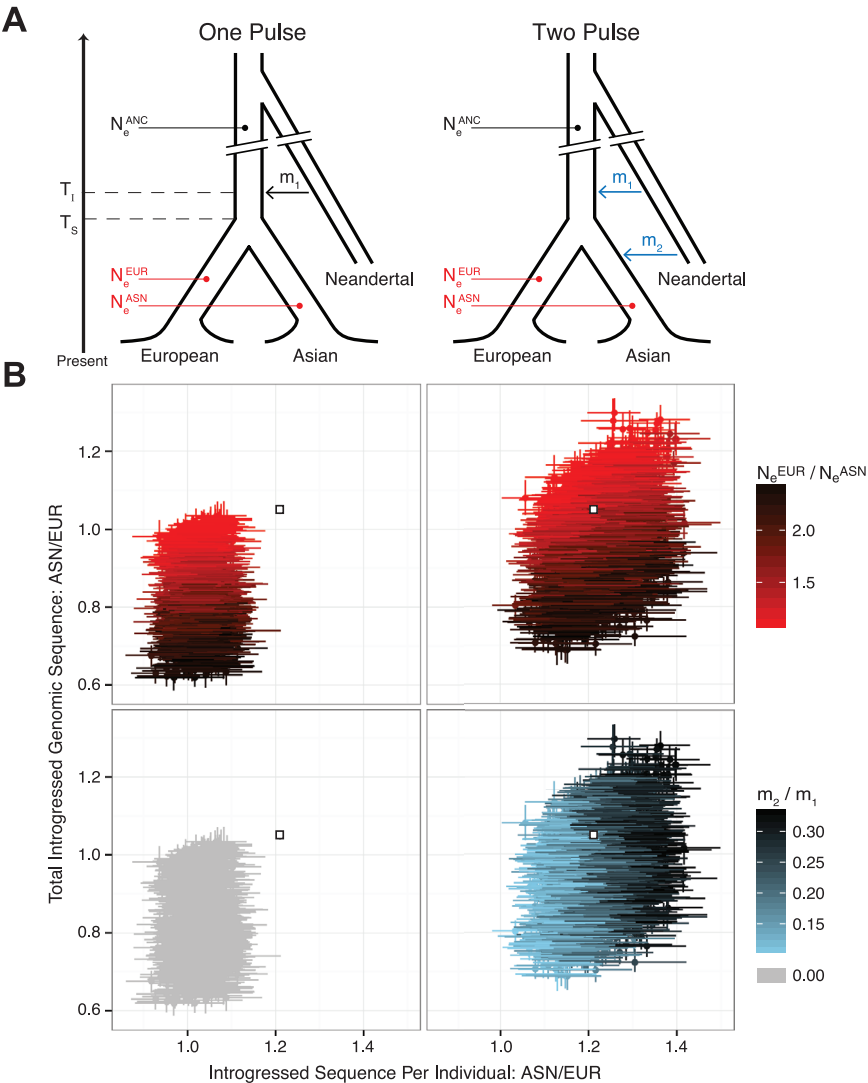 A
One Pulse
Two Pulse
N_e^ANC
N_e^ANC
m_1
m_1
T_I
T_S
m_2
N_e^EUR
Neandertal
N_e^EUR
Neandertal
N_e^ASN
N_e^ASN
Present
European
Asian
European
Asian
B
N_e^EUR / N_e^ASN
2.0
1.5
1.2
1.0
0.8
0.6
Total Introgressed Genomic Sequence: ASN/EUR
m_2 / m_1
0.30
0.25
0.20
0.15
0.00
1.2
1.0
0.8
0.6
1.0
1.2
1.4
1.0
1.2
1.4
Introgressed Sequence Per Individual: ASN/EUR